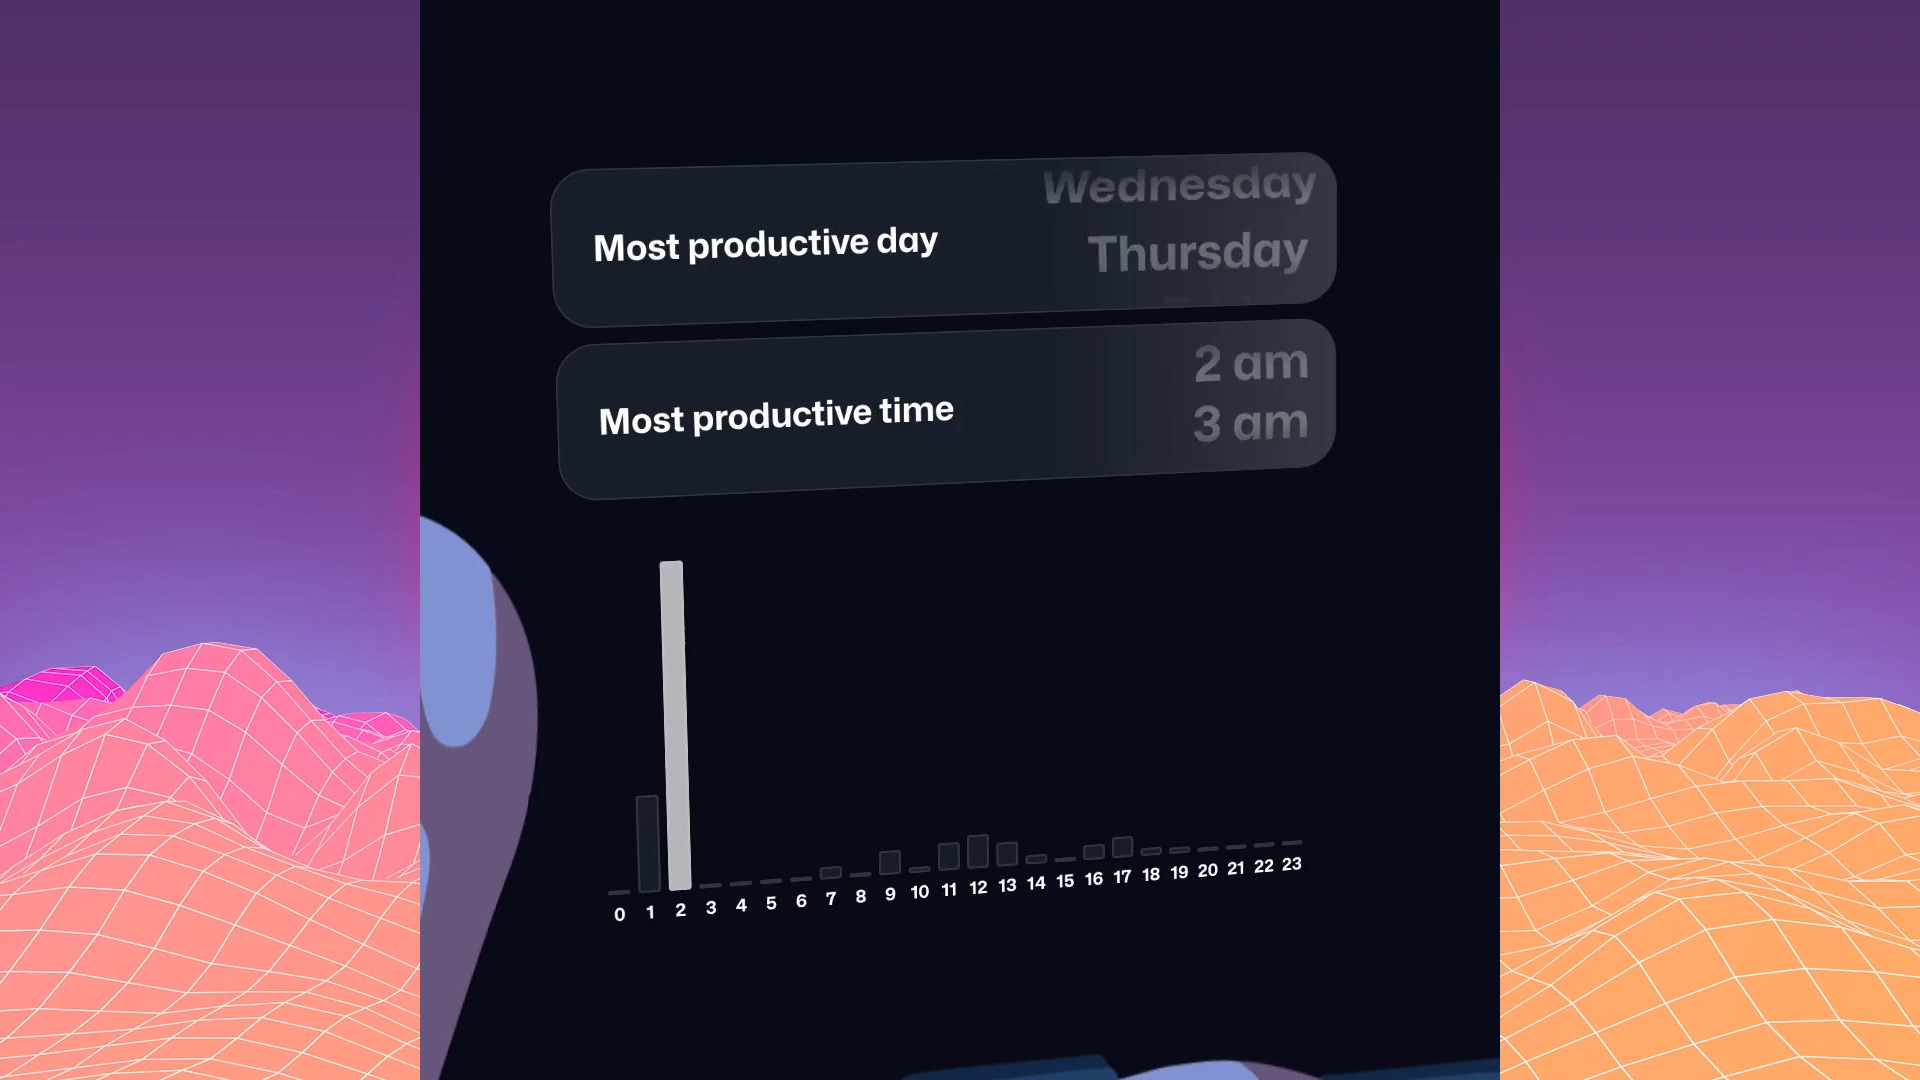 Wednesday
Most productive day
Thursday
2 am
Most productive time
3 am
0 1 2 3 4 5 6 7 8 9 10 11 12 13 14 15 16 17 18 19 20 21 22 23